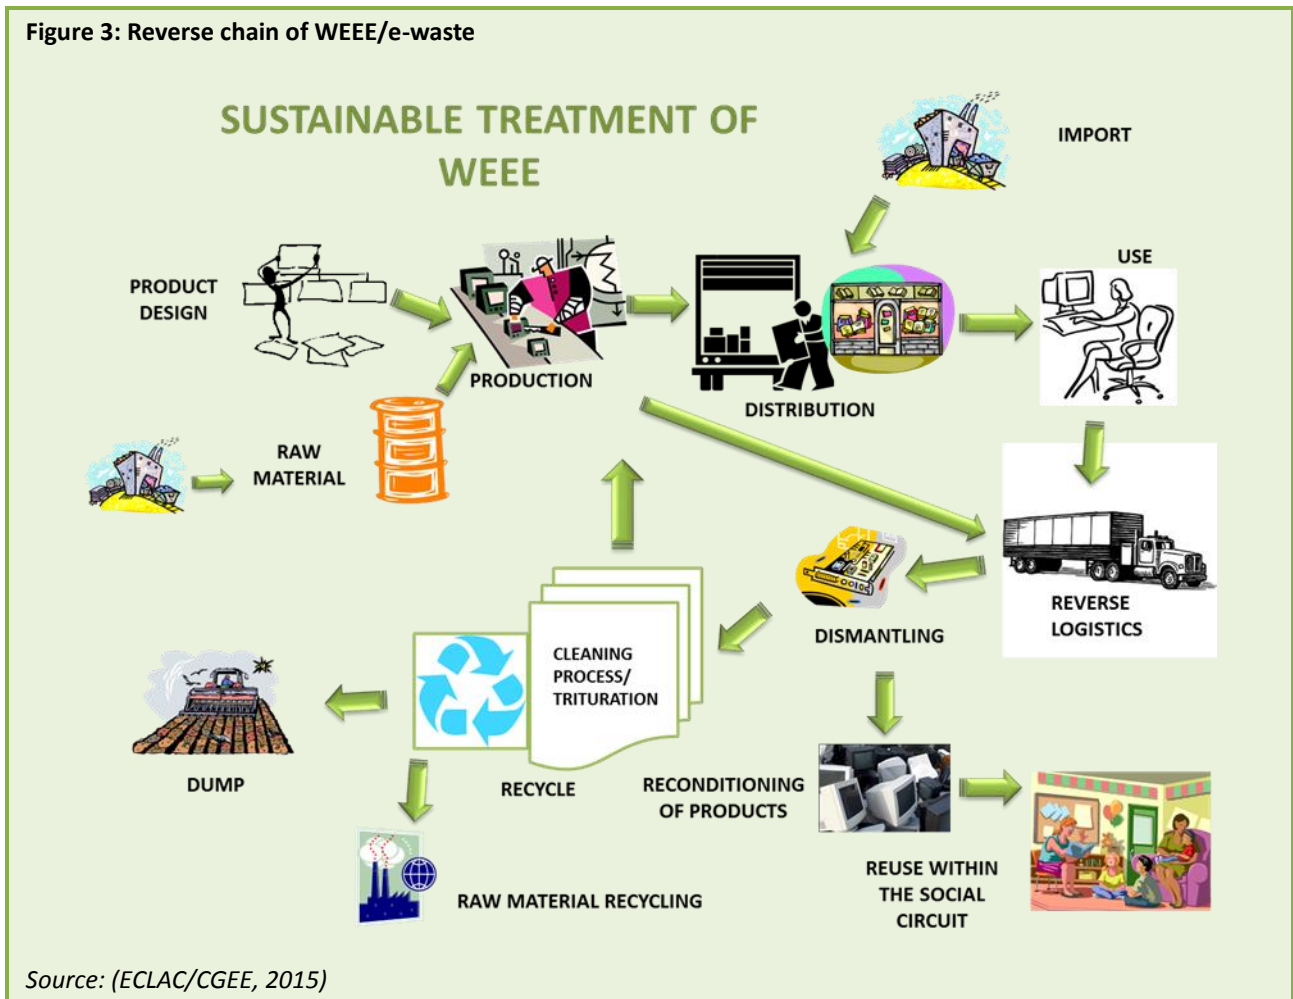 Figure 3: Reverse chain of WEEE/e-waste
SUSTAINABLE TREATMENT OF
WEEE
IMPORT
USE
PRODUCT
DESIGN
PRODUCTION
DISTRIBUTION
RAW
MATERIAL
REVERSE
LOGISTICS
DISMANTLING
CLEANING
PROCESS/
TRITURATION
DUMP
RECYCLE
RECONDITIONING
OF PRODUCTS
REUSE WITHIN
THE SOCIAL
CIRCUIT
RAW MATERIAL RECYCLING
Source: (ECLAC/CGEE, 2015)